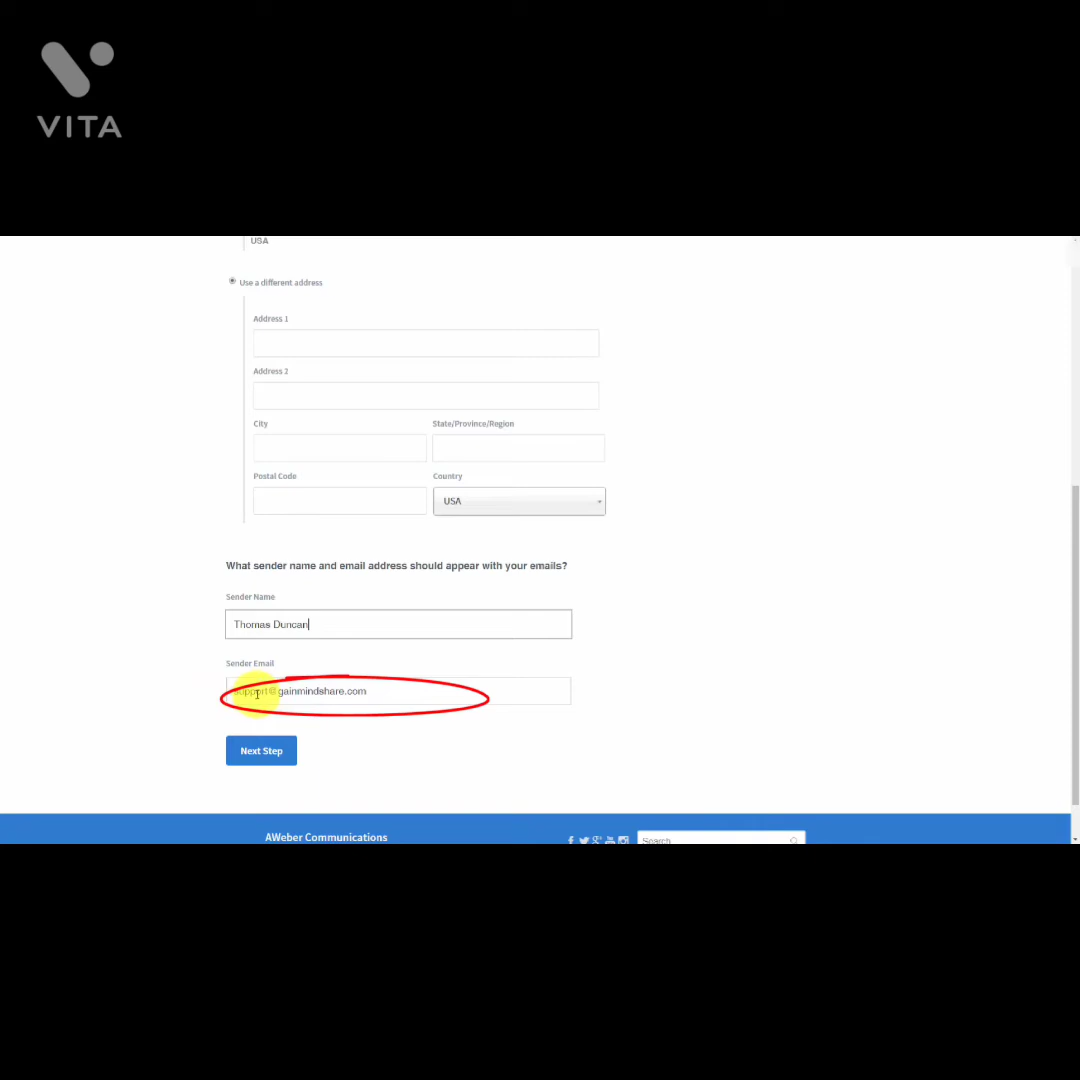 VITA
USA
Use a different address
Address 1
Address 2
City State/Province/Region
Postal Code Country
USA
What sender name and email address should appear with your emails?
Sender Name
Thomas Duncan
Sender Email
support@gainmindshare.com
Next Step
AWeber Communications
Search